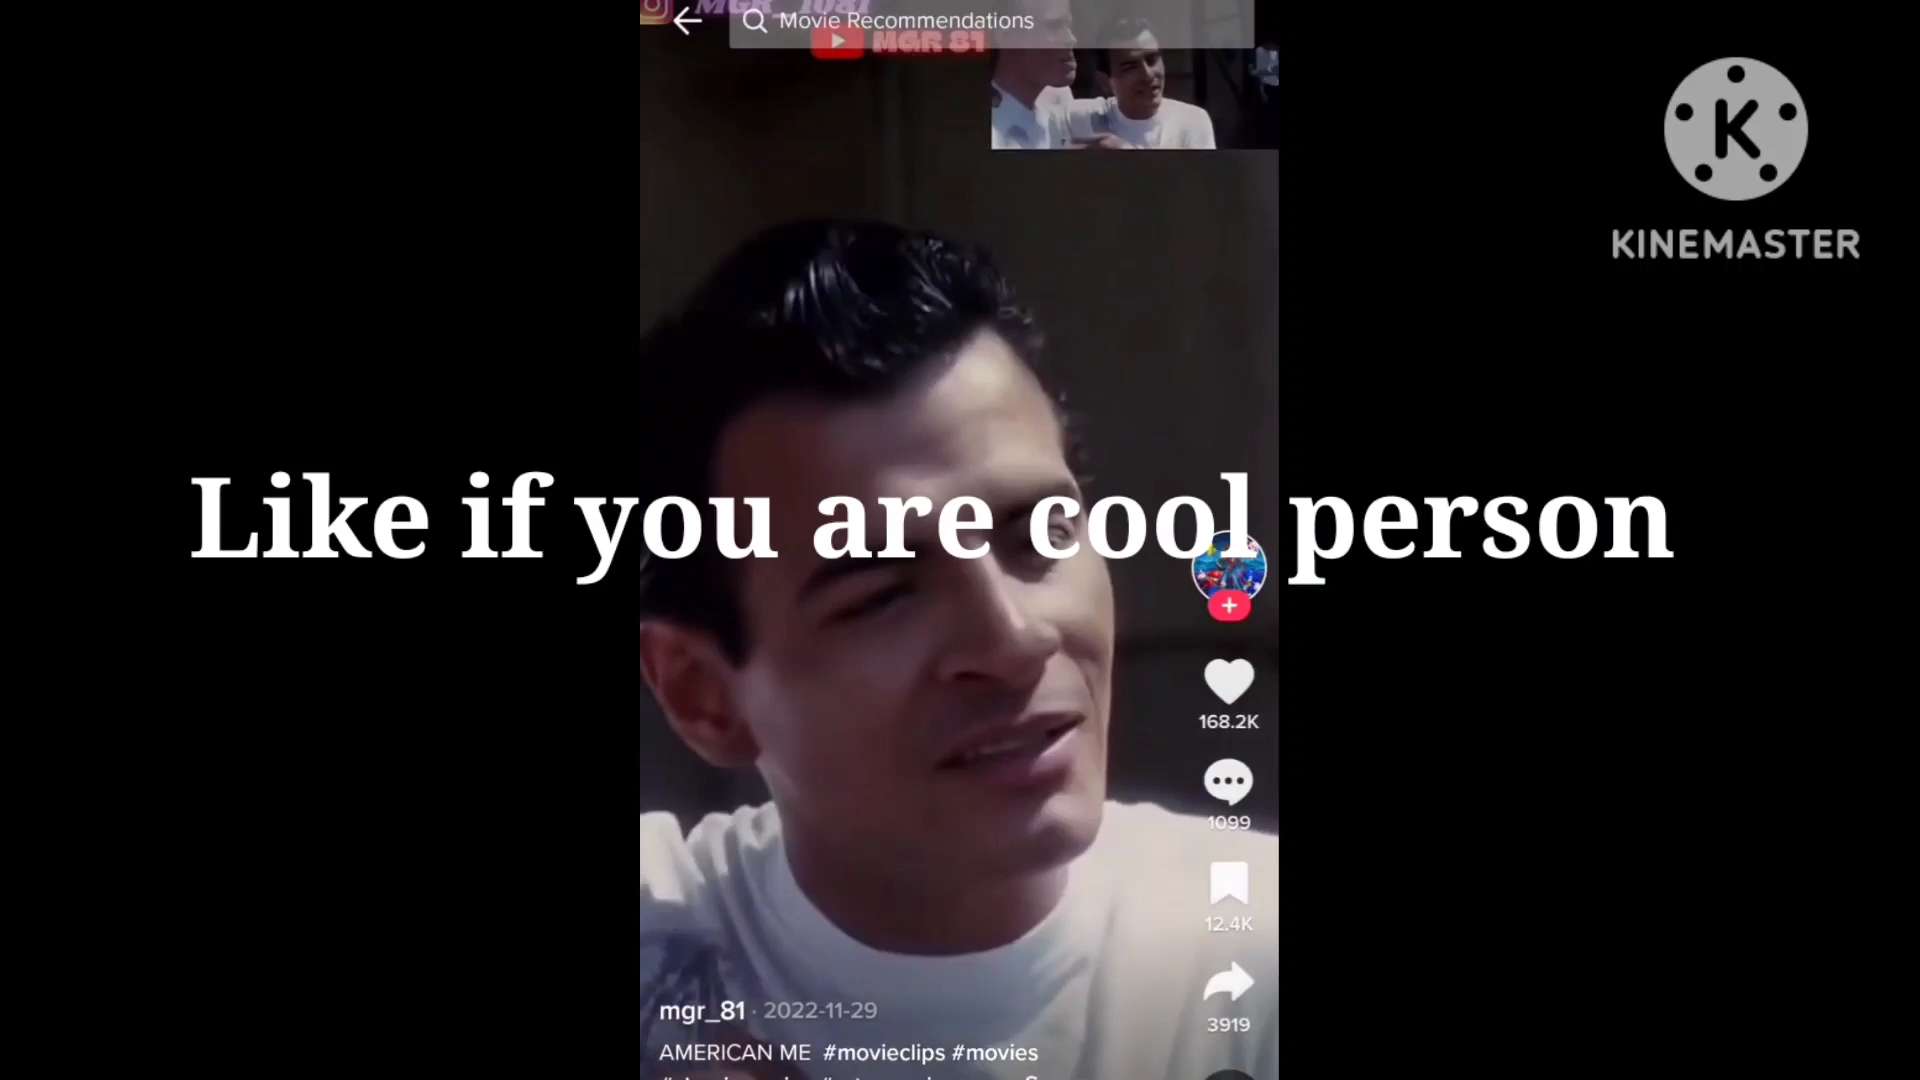 MGR_1081
Movie Recommendations
MGR 81
K
KINEMASTER
Like if you are cool person
168.2K
1099
12.4K
3919
mgr_81 · 2022-11-29
AMERICAN ME #movieclips #movies